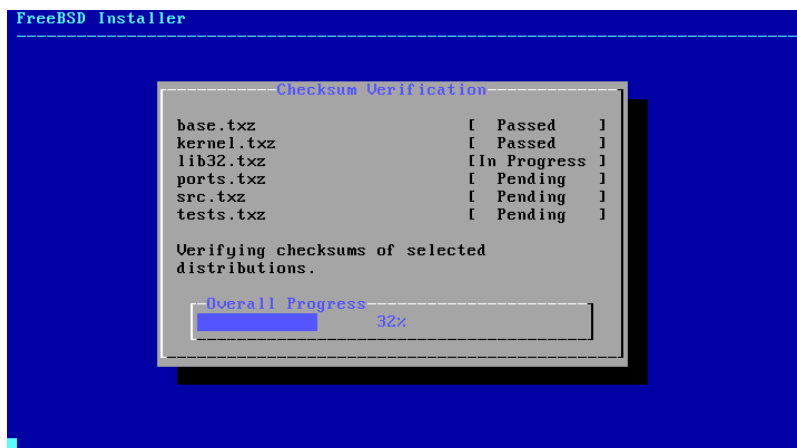 FreeBSD Installer
Checksum Verification
base.txz [ Passed ]
kernel.txz [ Passed ]
lib32.txz [In Progress ]
ports.txz [ Pending ]
src.txz [ Pending ]
tests.txz [ Pending ]
Verifying checksums of selected
distributions.
Overall Progress
32%